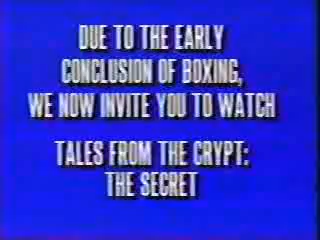 DUE TO THE EARLY
CONCLUSION OF BOXING,
WE NOW INVITE YOU TO WATCH
TALES FROM THE CRYPT:
THE SECRET